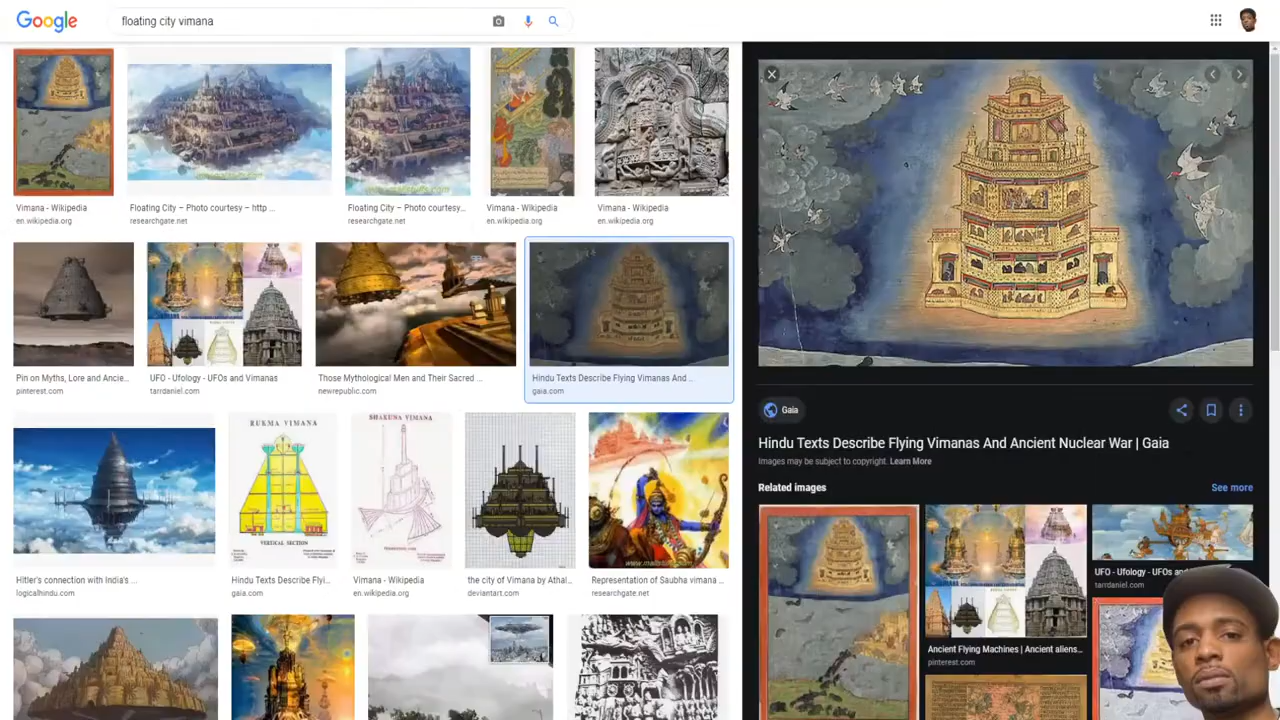 Google
floating city vimana
Vimana - Wikipedia
en.wikipedia.org
Floating City – Photo courtesy – http ...
researchgate.net
Floating City – Photo courtesy...
researchgate.net
Vimana - Wikipedia
en.wikipedia.org
Vimana - Wikipedia
en.wikipedia.org
Pin on Myths, Lore and Ancie...
pinterest.com
UFO - Ufology - UFOs and Vimanas
tarrdaniel.com
Those Mythological Men and Their Sacred ...
newrepublic.com
Hindu Texts Describe Flying Vimanas And ...
gaia.com
RUKMA VIMANA
VERTICAL SECTION
SHAKUNA VIMANA
Hitler's connection with India's ...
logicalhindu.com
Hindu Texts Describe Flyi...
gaia.com
Vimana - Wikipedia
en.wikipedia.org
the city of Vimana by Athal...
deviantart.com
Representation of Saubha vimana ...
researchgate.net
Gaia
Hindu Texts Describe Flying Vimanas And Ancient Nuclear War | Gaia
Images may be subject to copyright. Learn More
Related images
See more
UFO - Ufology - UFOs and
tarrdaniel.com
Ancient Flying Machines | Ancient aliens...
pinterest.com